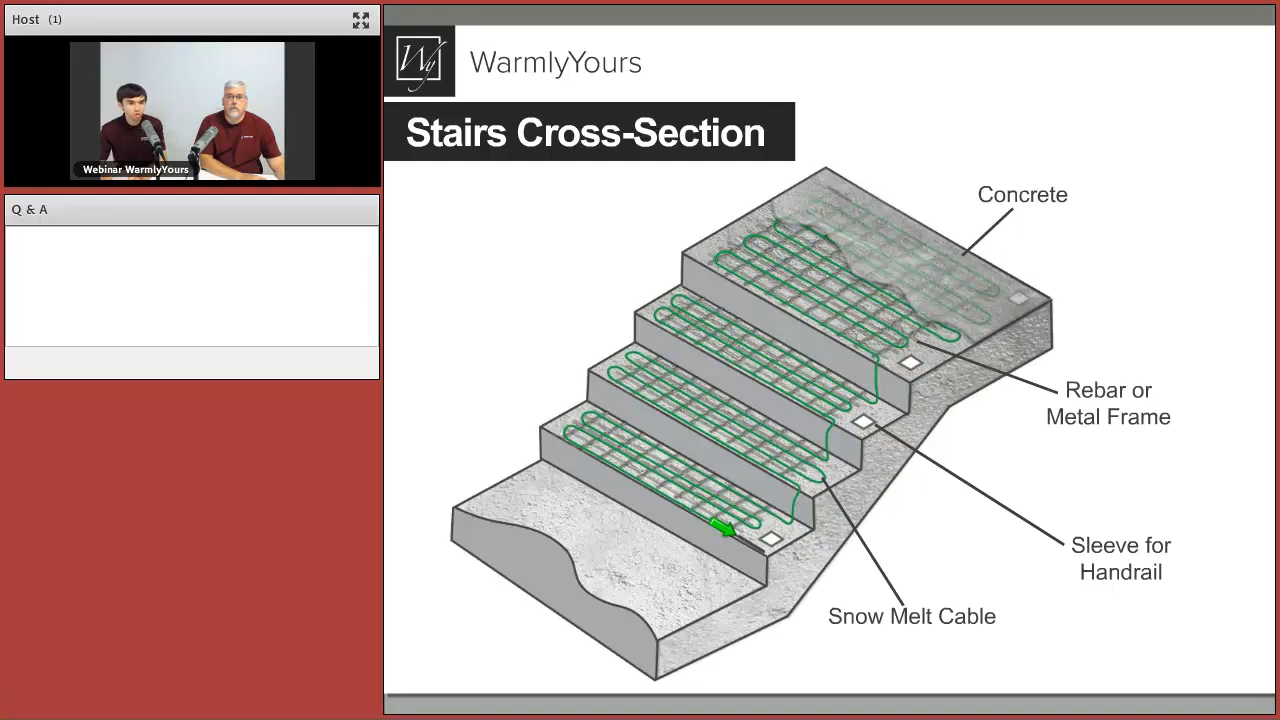 Host (1)
Webinar WarmlyYours
Q & A
Wy
WarmlyYours
Stairs Cross-Section
Concrete
Rebar or
Metal Frame
Sleeve for
Handrail
Snow Melt Cable